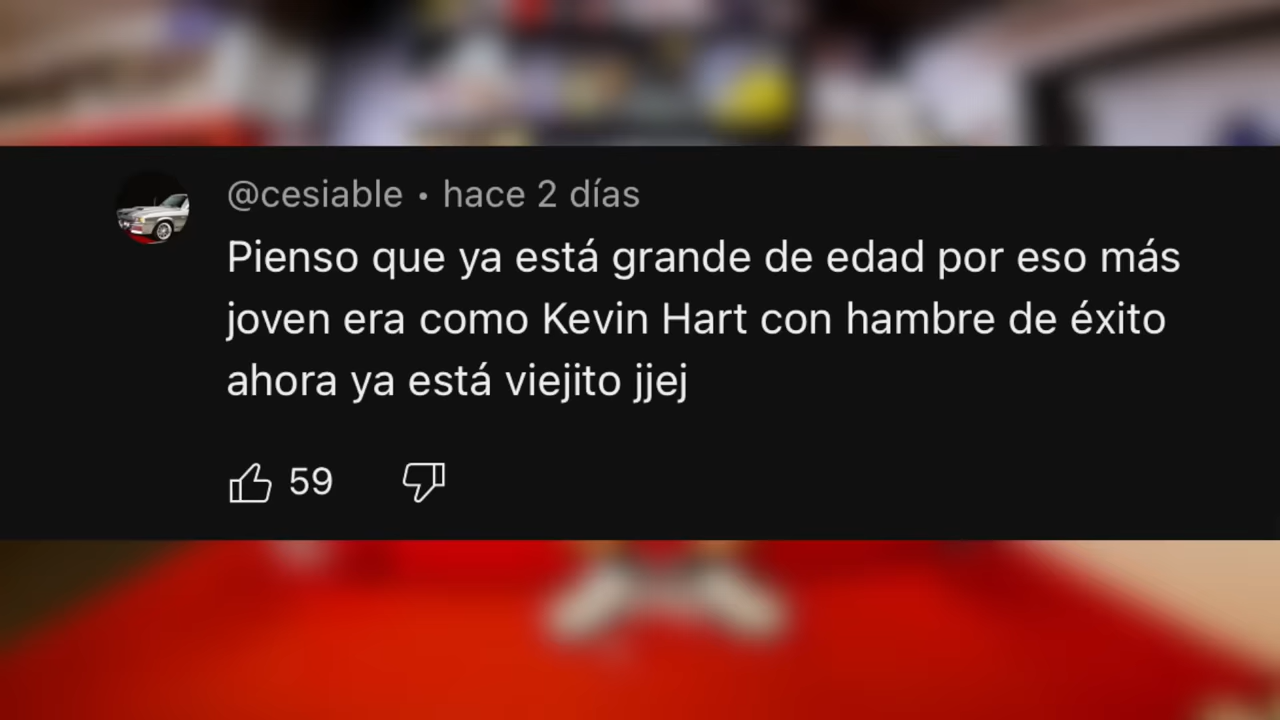 @cesiable • hace 2 días
Pienso que ya está grande de edad por eso más
joven era como Kevin Hart con hambre de éxito
ahora ya está viejito jjej
59